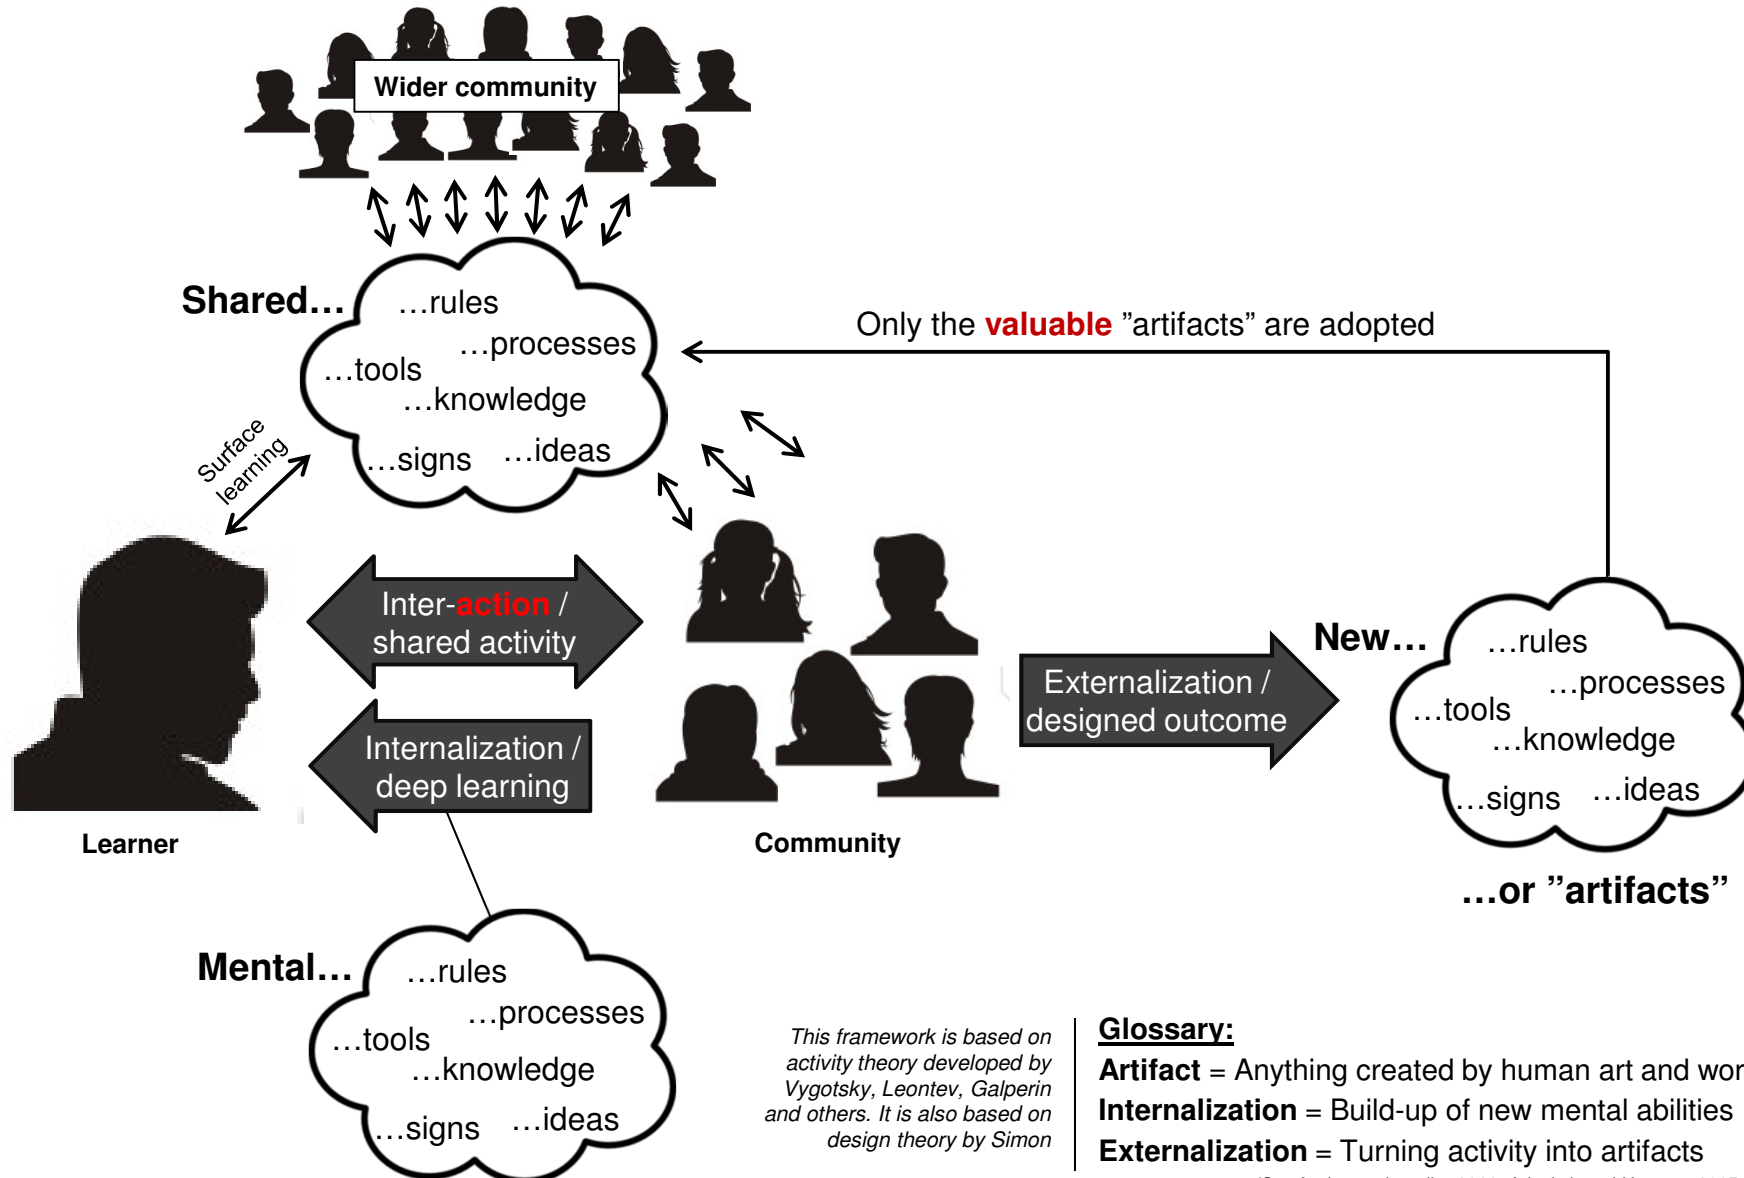 Wider community
Shared...
...rules
...processes
...tools
...knowledge
...signs
...ideas
Only the valuable ”artifacts” are adopted
Surface
learning
Inter-action /
shared activity
Internalization /
deep learning
Learner
Community
Externalization /
designed outcome
New...
...rules
...processes
...tools
...knowledge
...signs
...ideas
...or ”artifacts”
Mental...
...rules
...processes
...tools
...knowledge
...signs
...ideas
This framework is based on
activity theory developed by
Vygotsky, Leontev, Galperin
and others. It is also based on
design theory by Simon
Glossary:
Artifact = Anything created by human art and wor
Internalization = Build-up of new mental abilities
Externalization = Turning activity into artifacts